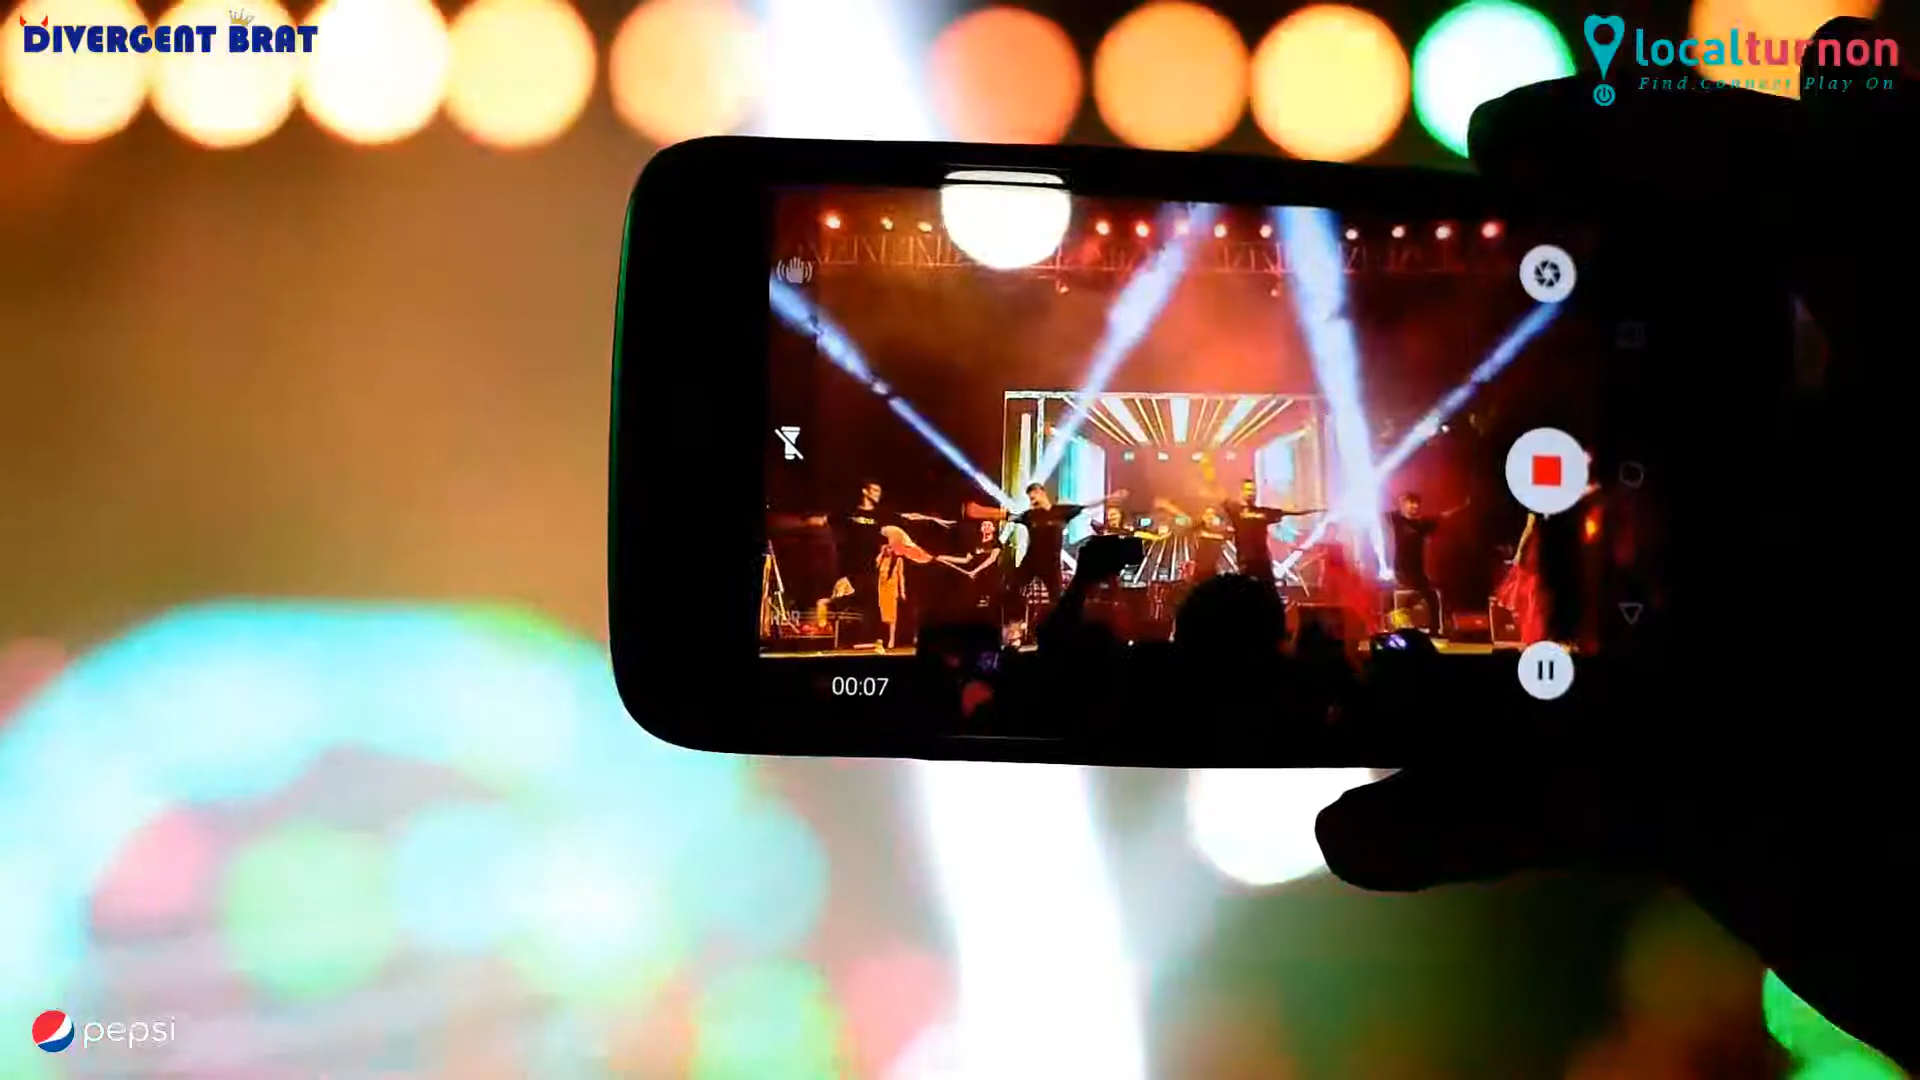 DIVERGENT BRAT
localturnon
Find.Connect.Play On
00:07
pepsi